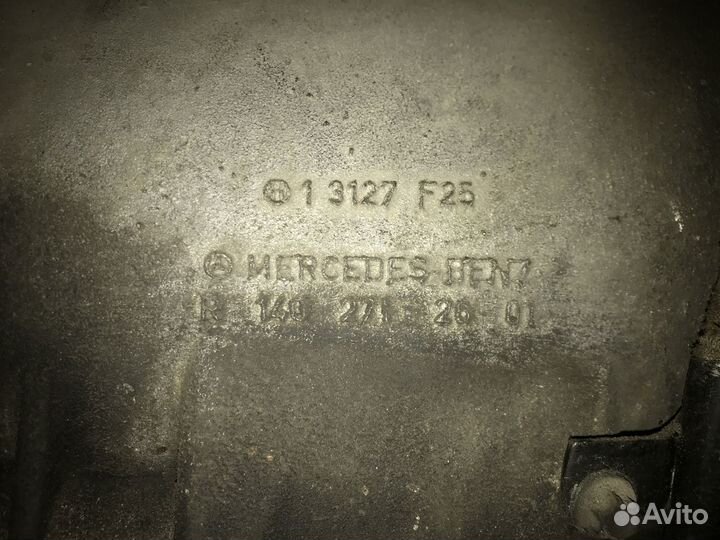 1 3127 F25
MERCEDES-BENZ
R 140 271 26 01
Avito